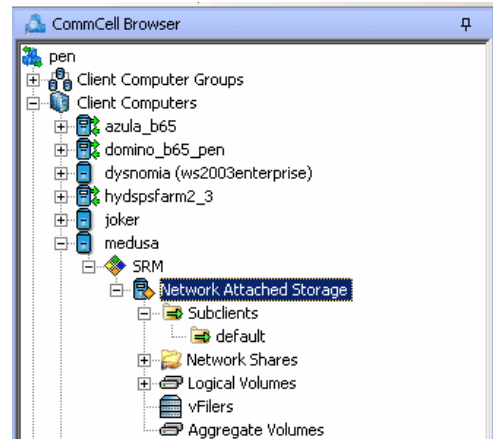 CommCell Browser
pen
Client Computer Groups
Client Computers
azula_b65
domino_b65_pen
dysnomia (ws2003enterprise)
hydspsfarm2_3
joker
medusa
SRM
Network Attached Storage
Subclients
default
Network Shares
Logical Volumes
vFilers
Aggregate Volumes